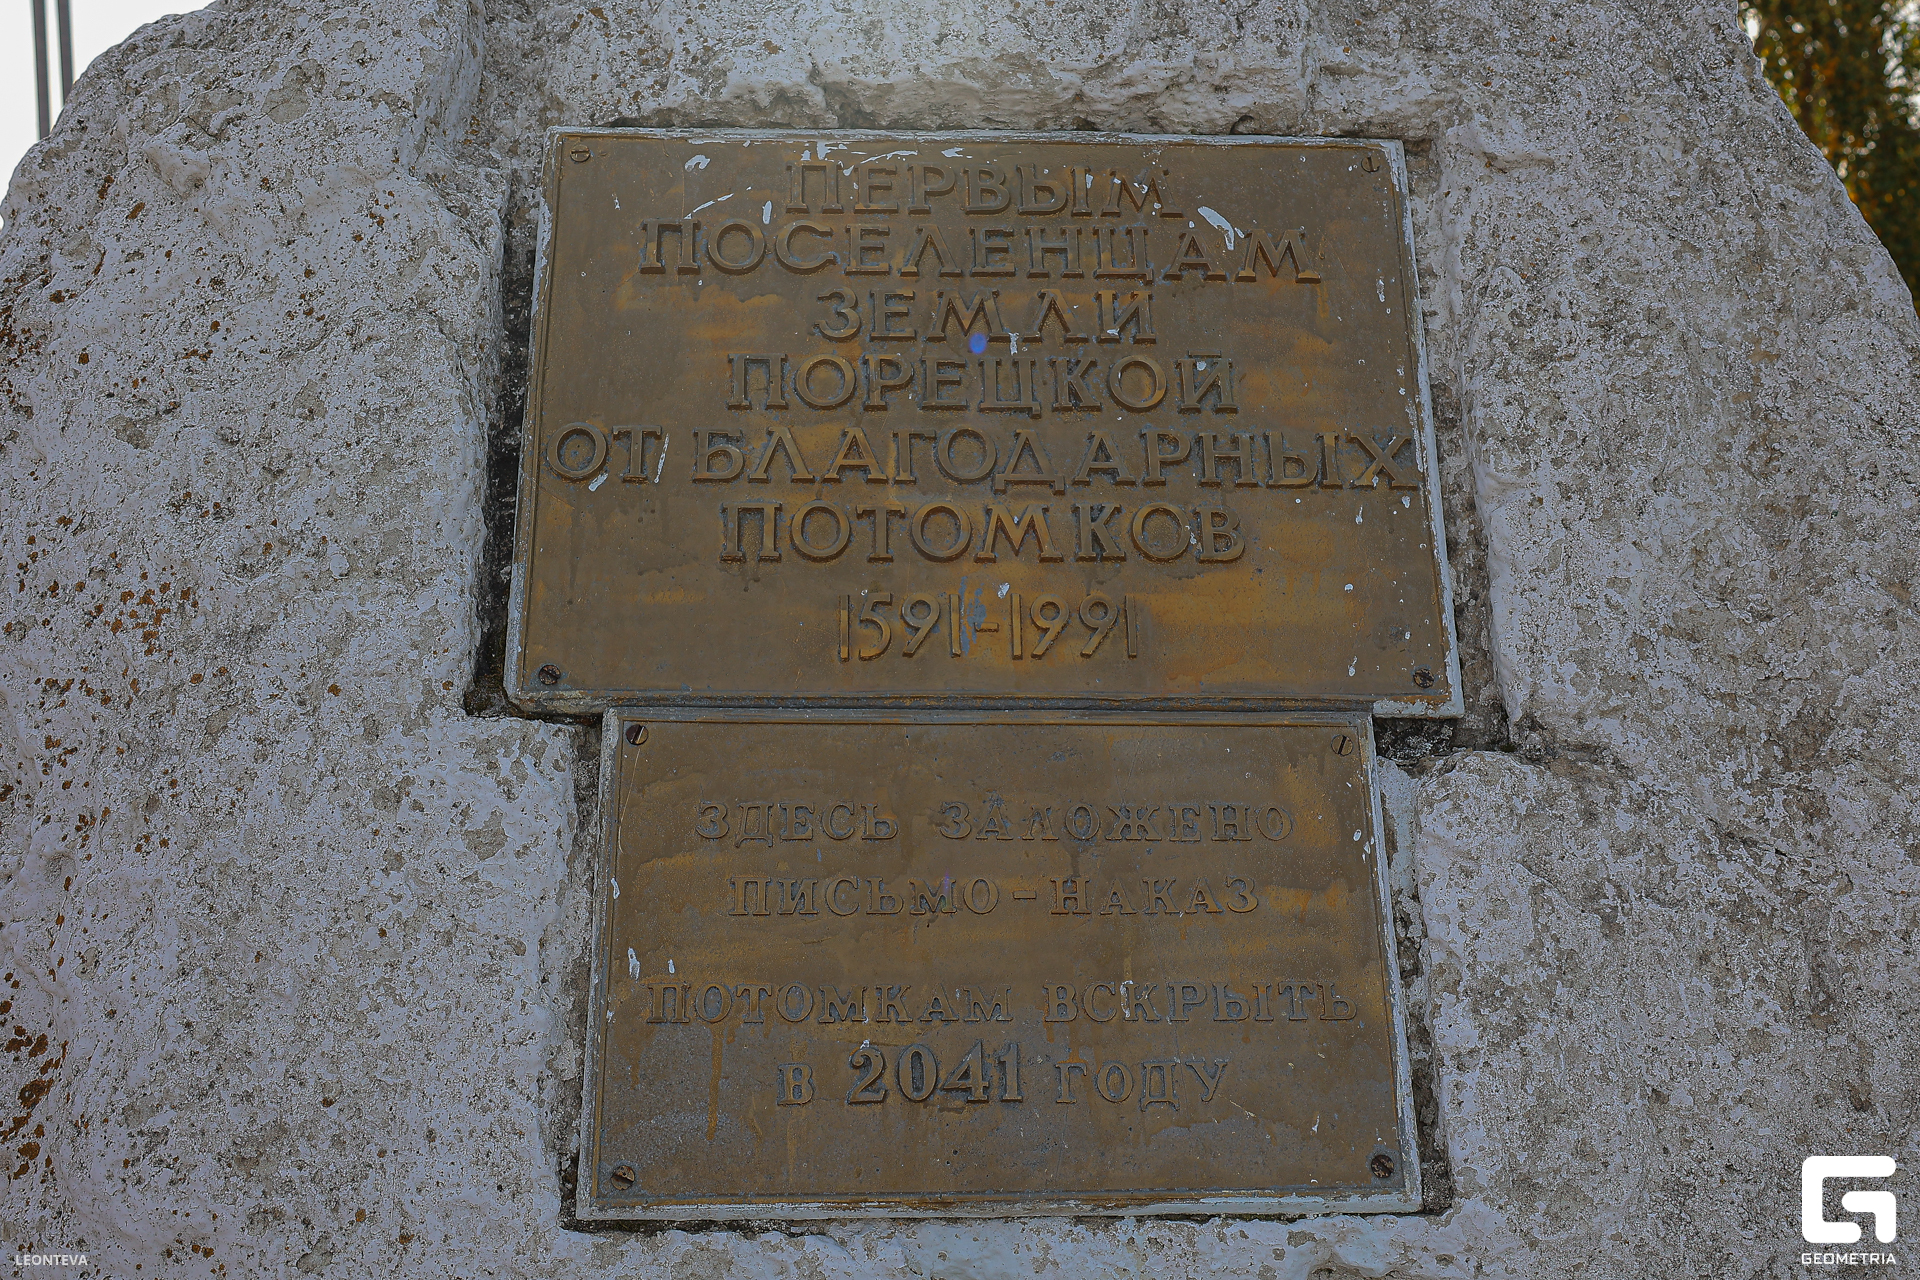 ПЕРВЫМ
ПОСЕЛЕНЦАМ
ЗЕМЛИ
ПОРЕЦКОЙ
ОТ БЛАГОДАРНЫХ
ПОТОМКОВ
1591-1991
ЗДЕСЬ ЗАЛОЖЕНО
ПИСЬМО-НАКАЗ
ПОТОМКАМ ВСКРЫТЬ
В 2041 ГОДУ
LEONTEVA
GEOMETRIA